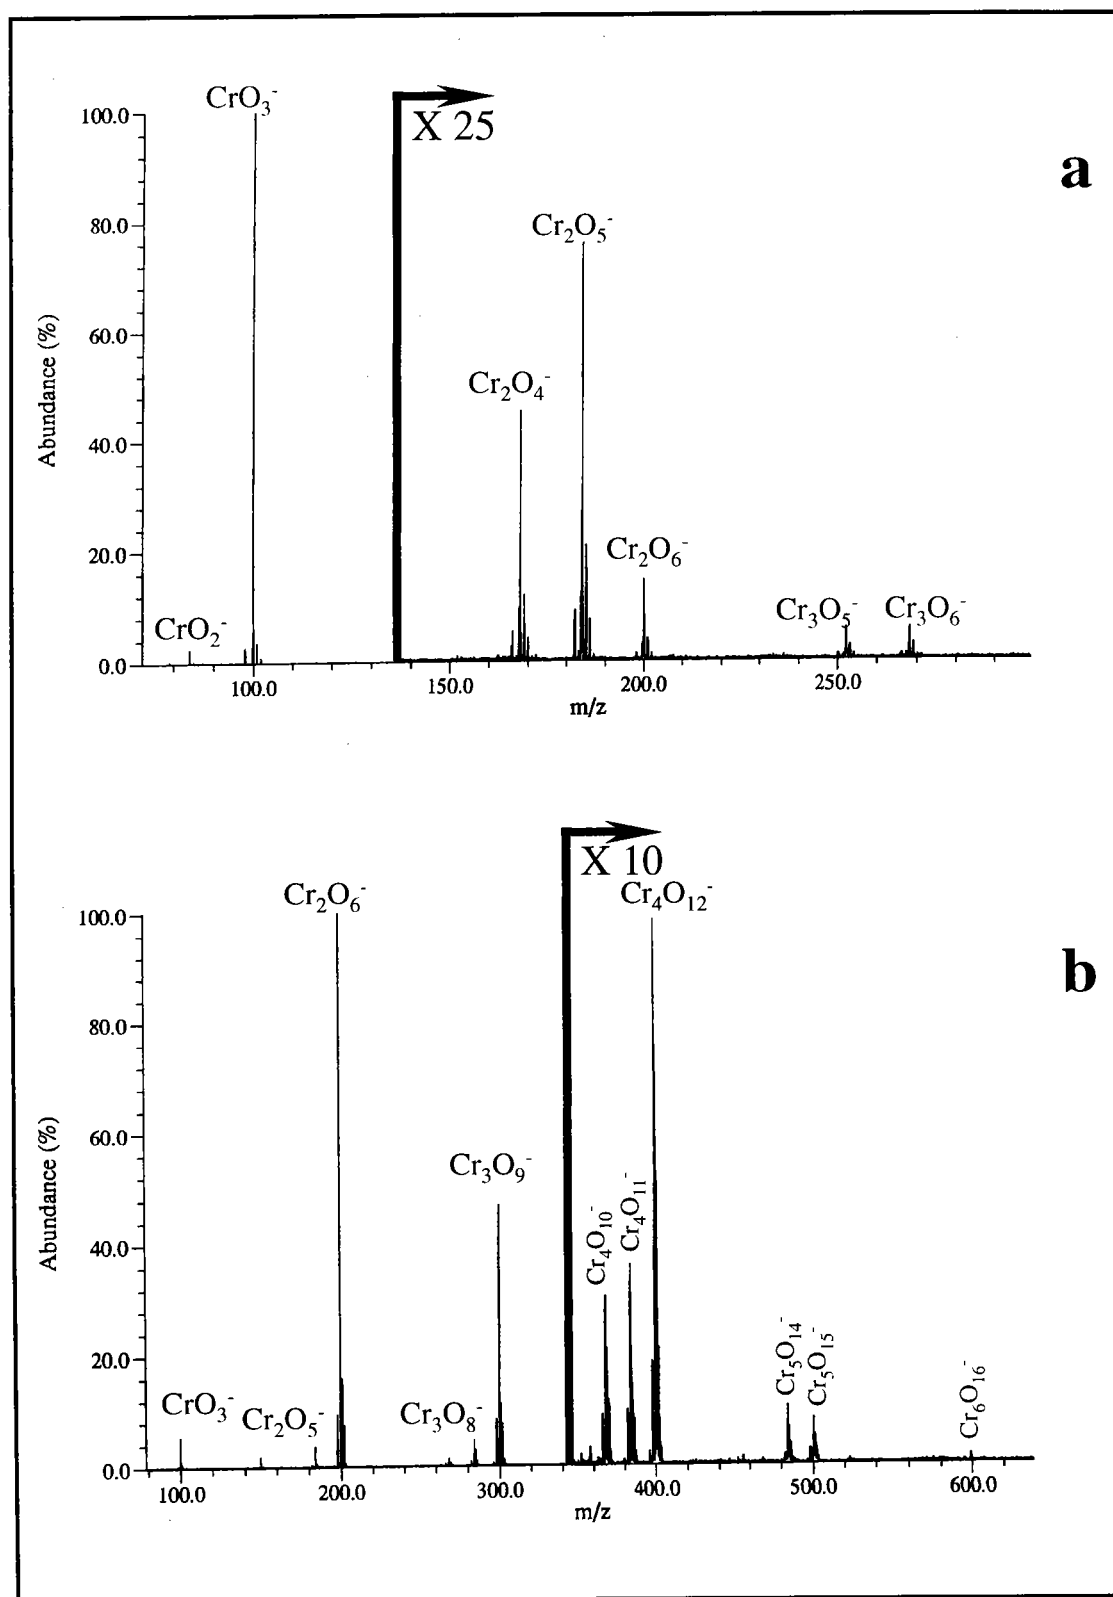 CrO₃⁻
X 25
a
100.0
80.0
60.0
40.0
20.0
0.0
Abundance (%)
Cr₂O₅⁻
Cr₂O₄⁻
Cr₂O₆⁻
CrO₂⁻
Cr₃O₅⁻
Cr₃O₆⁻
100.0 150.0 200.0 250.0
m/z
X 10
Cr₂O₆⁻
Cr₄O₁₂⁻
b
100.0
80.0
60.0
40.0
20.0
0.0
Abundance (%)
Cr₃O₉⁻
Cr₄O₁₀⁻
Cr₄O₁₁⁻
CrO₃⁻
Cr₂O₅⁻
Cr₃O₈⁻
Cr₅O₁₄⁻
Cr₅O₁₅⁻
Cr₆O₁₆⁻
100.0 200.0 300.0 400.0 500.0 600.0
m/z